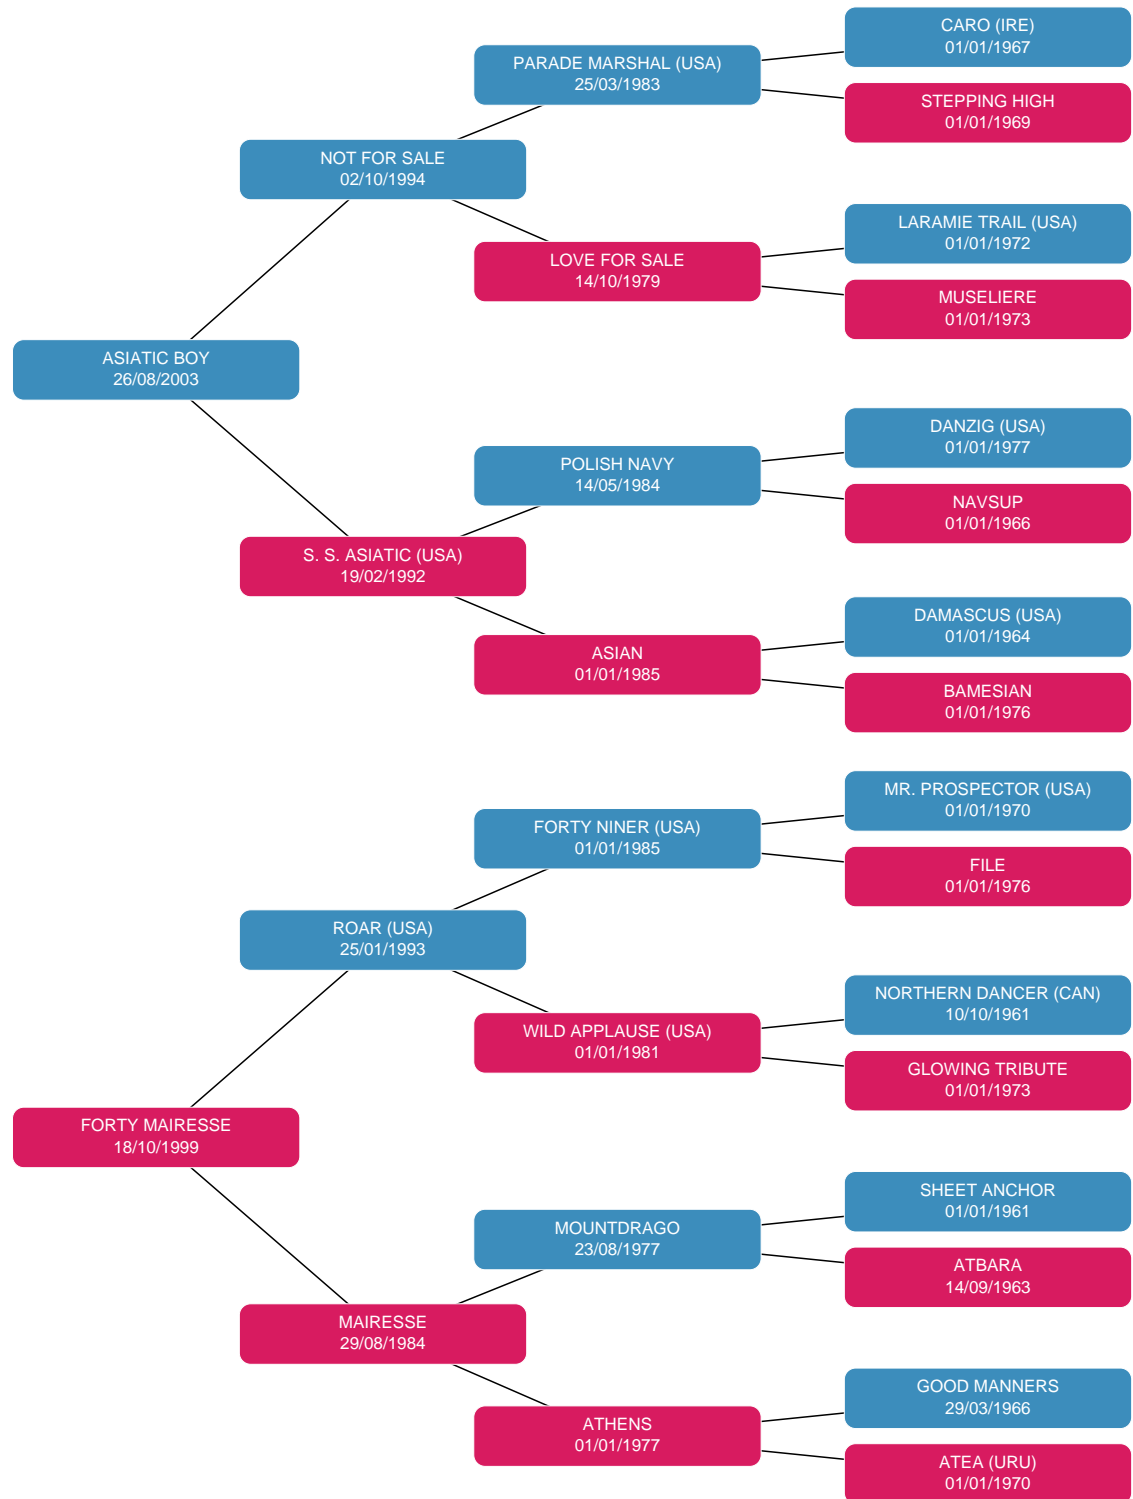 CARO (IRE)
01/01/1967
PARADE MARSHAL (USA)
25/03/1983
STEPPING HIGH
01/01/1969
NOT FOR SALE
02/10/1994
LARAMIE TRAIL (USA)
01/01/1972
LOVE FOR SALE
14/10/1979
MUSELIERE
01/01/1973
ASIATIC BOY
26/08/2003
DANZIG (USA)
01/01/1977
POLISH NAVY
14/05/1984
NAVSUP
01/01/1966
S. S. ASIATIC (USA)
19/02/1992
DAMASCUS (USA)
01/01/1964
ASIAN
01/01/1985
BAMESIAN
01/01/1976
MR. PROSPECTOR (USA)
01/01/1970
FORTY NINER (USA)
01/01/1985
FILE
01/01/1976
ROAR (USA)
25/01/1993
NORTHERN DANCER (CAN)
10/10/1961
WILD APPLAUSE (USA)
01/01/1981
GLOWING TRIBUTE
01/01/1973
FORTY MAIRESSE
18/10/1999
SHEET ANCHOR
01/01/1961
MOUNTDRAGO
23/08/1977
ATBARA
14/09/1963
MAIRESSE
29/08/1984
GOOD MANNERS
29/03/1966
ATHENS
01/01/1977
ATEA (URU)
01/01/1970